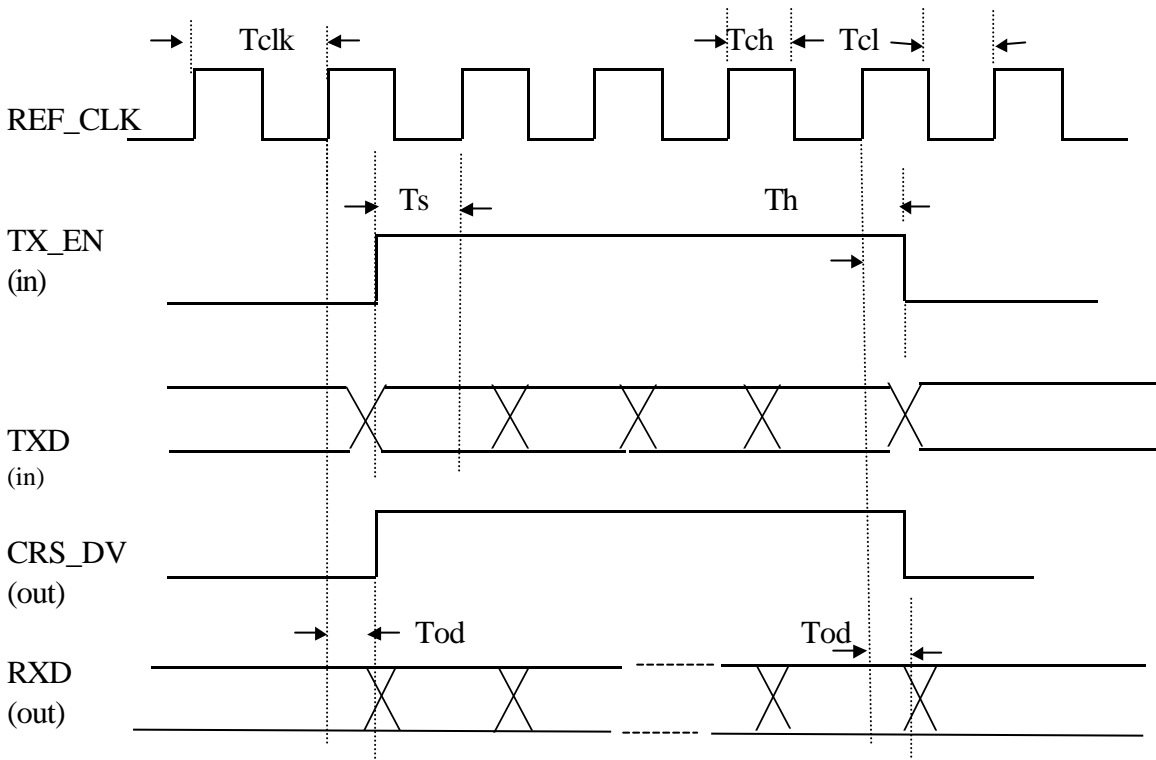 Tclk
Tch
Tcl
REF_CLK
Ts
Th
TX_EN
(in)
TXD
(in)
CRS_DV
(out)
Tod
Tod
RXD
(out)